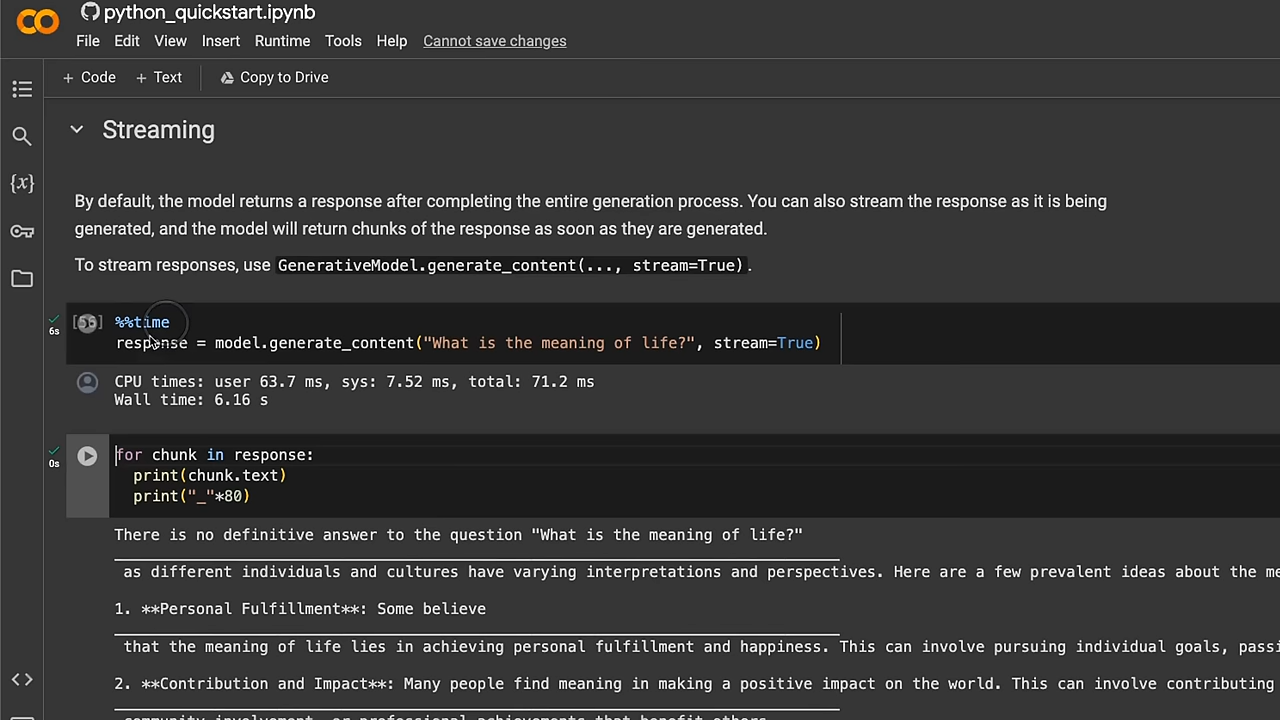 python_quickstart.ipynb
File Edit View Insert Runtime Tools Help Cannot save changes
+ Code + Text Copy to Drive
Streaming
By default, the model returns a response after completing the entire generation process. You can also stream the response as it is being
generated, and the model will return chunks of the response as soon as they are generated.
To stream responses, use GenerativeModel.generate_content(..., stream=True).
[56] %%time
6s
response = model.generate_content("What is the meaning of life?", stream=True)
CPU times: user 63.7 ms, sys: 7.52 ms, total: 71.2 ms
Wall time: 6.16 s
for chunk in response:
0s
print(chunk.text)
print("_"*80)
There is no definitive answer to the question "What is the meaning of life?"
as different individuals and cultures have varying interpretations and perspectives. Here are a few prevalent ideas about the
1. **Personal Fulfillment**: Some believe
that the meaning of life lies in achieving personal fulfillment and happiness. This can involve pursuing individual goals,
2. **Contribution and Impact**: Many people find meaning in making a positive impact on the world. This can involve contributing
community involvement, or professional achievements that benefit others